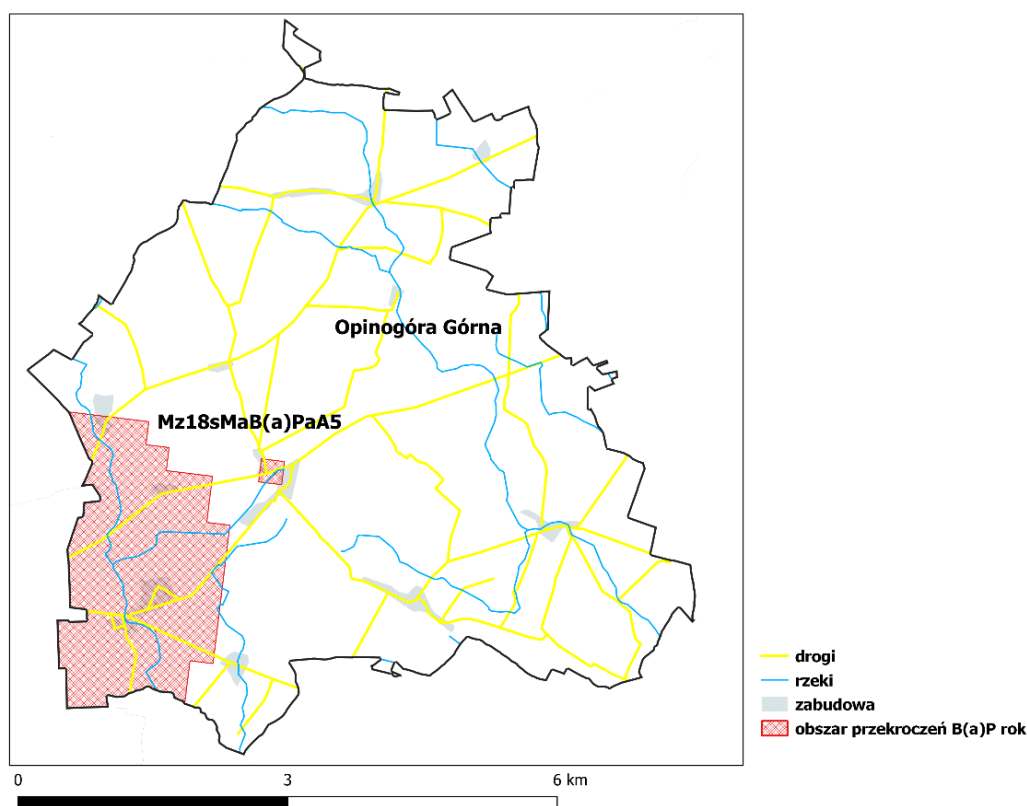 Opinogóra Górna
Mz18sMaB(a)PaA5
drogi
rzeki
zabudowa
obszar przekroczeń B(a)P rok
0 3 6 km